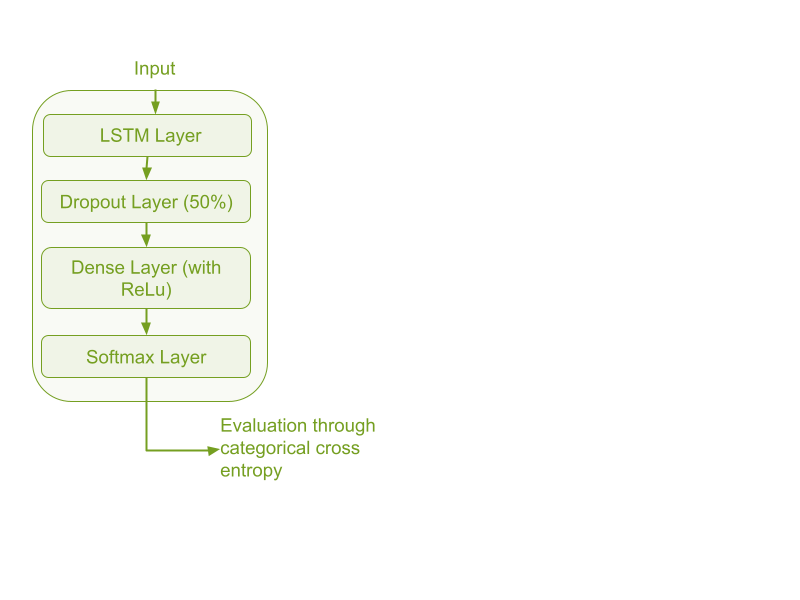 Input
LSTM Layer
Dropout Layer (50%)
Dense Layer (with
ReLu)
Softmax Layer
Evaluation through
categorical cross
entropy